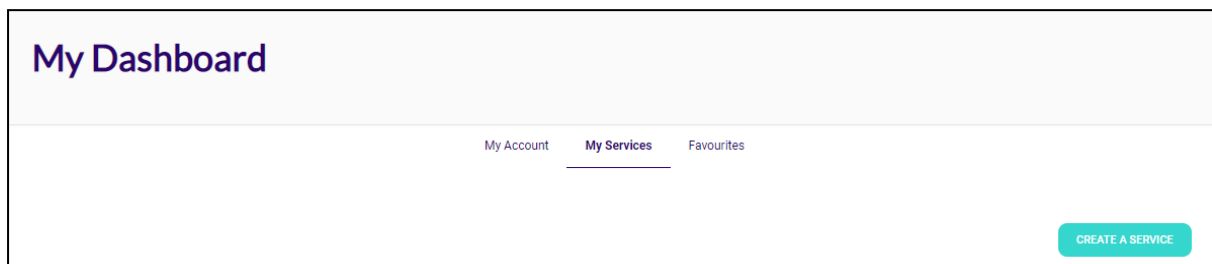 My Dashboard
My Account My Services Favourites
CREATE A SERVICE